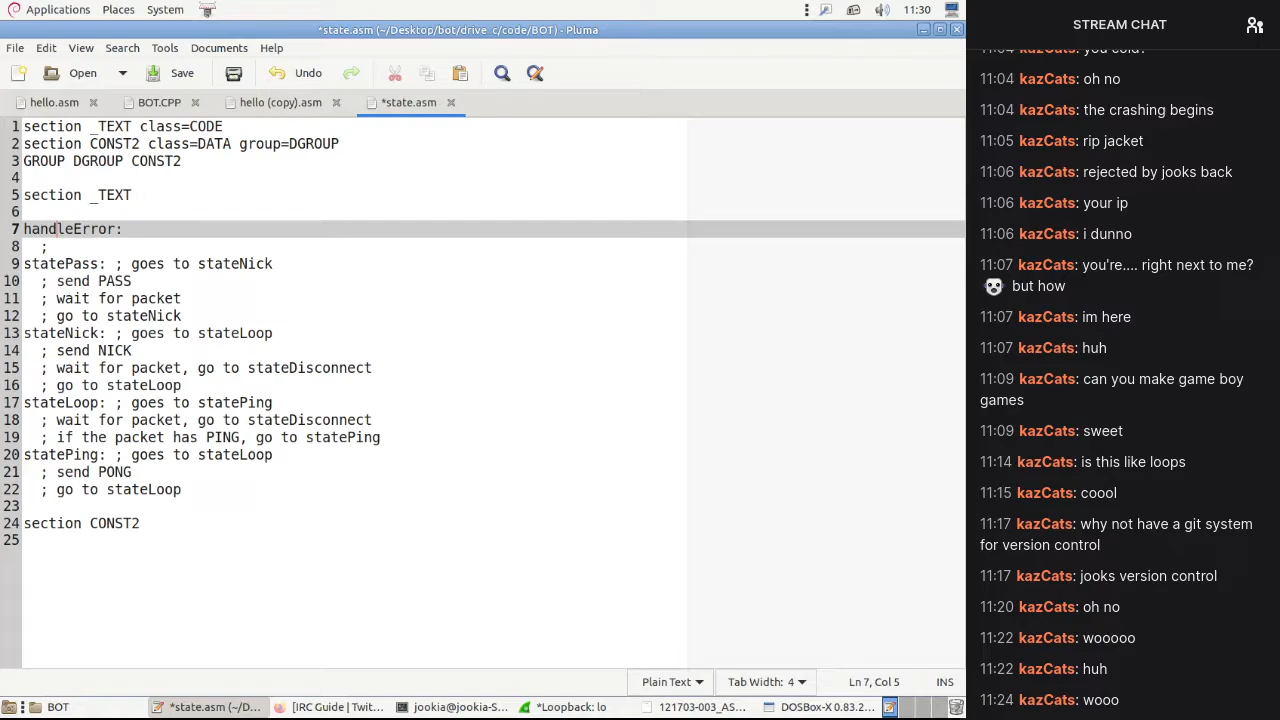 Applications Places System 11:30
*state.asm (~/Desktop/bot/drive_c/code/BOT) - Pluma
File Edit View Search Tools Documents Help
Open Save Undo
hello.asm BOT.CPP hello (copy).asm *state.asm
1 section _TEXT class=CODE
2 section CONST2 class=DATA group=DGROUP
3 GROUP DGROUP CONST2
4
5 section _TEXT
6
7 handleError:
8 ;
9 statePass: ; goes to stateNick
10 ; send PASS
11 ; wait for packet
12 ; go to stateNick
13 stateNick: ; goes to stateLoop
14 ; send NICK
15 ; wait for packet, go to stateDisconnect
16 ; go to stateLoop
17 stateLoop: ; goes to statePing
18 ; wait for packet, go to stateDisconnect
19 ; if the packet has PING, go to statePing
20 statePing: ; goes to stateLoop
21 ; send PONG
22 ; go to stateLoop
23
24 section CONST2
25
Plain Text Tab Width: 4 Ln 7, Col 5 INS
BOT *state.asm (~/D... [IRC Guide | Twit... jookia@jookia-S... *Loopback: lo 121703-003_AS... DOSBox-X 0.83.2...
STREAM CHAT
11:04 kazCats: you cold?
11:04 kazCats: oh no
11:04 kazCats: the crashing begins
11:05 kazCats: rip jacket
11:06 kazCats: rejected by jooks back
11:06 kazCats: your ip
11:06 kazCats: i dunno
11:07 kazCats: you're.... right next to me?
but how
11:07 kazCats: im here
11:07 kazCats: huh
11:09 kazCats: can you make game boy
games
11:09 kazCats: sweet
11:14 kazCats: is this like loops
11:15 kazCats: coool
11:17 kazCats: why not have a git system
for version control
11:17 kazCats: jooks version control
11:20 kazCats: oh no
11:22 kazCats: wooooo
11:22 kazCats: huh
11:24 kazCats: wooo